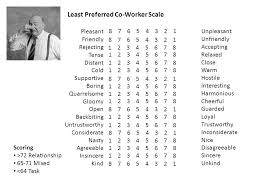 Least Preferred Co-Worker Scale
Pleasant 8 7 6 5 4 3 2 1 Unpleasant
Friendly 8 7 6 5 4 3 2 1 Unfriendly
Rejecting 1 2 3 4 5 6 7 8 Accepting
Tense 1 2 3 4 5 6 7 8 Relaxed
Distant 1 2 3 4 5 6 7 8 Close
Cold 1 2 3 4 5 6 7 8 Warm
Supportive 8 7 6 5 4 3 2 1 Hostile
Boring 1 2 3 4 5 6 7 8 Interesting
Quarrelsome 1 2 3 4 5 6 7 8 Harmonious
Gloomy 1 2 3 4 5 6 7 8 Cheerful
Open 8 7 6 5 4 3 2 1 Guarded
Backbiting 1 2 3 4 5 6 7 8 Loyal
Untrustworthy 1 2 3 4 5 6 7 8 Trustworthy
Considerate 8 7 6 5 4 3 2 1 Inconsiderate
Nasty 1 2 3 4 5 6 7 8 Nice
Agreeable 8 7 6 5 4 3 2 1 Disagreeable
Insincere 1 2 3 4 5 6 7 8 Sincere
Kind 8 7 6 5 4 3 2 1 Unkind
Scoring
•>72 Relationship
•65-71 Mixed
•<64 Task